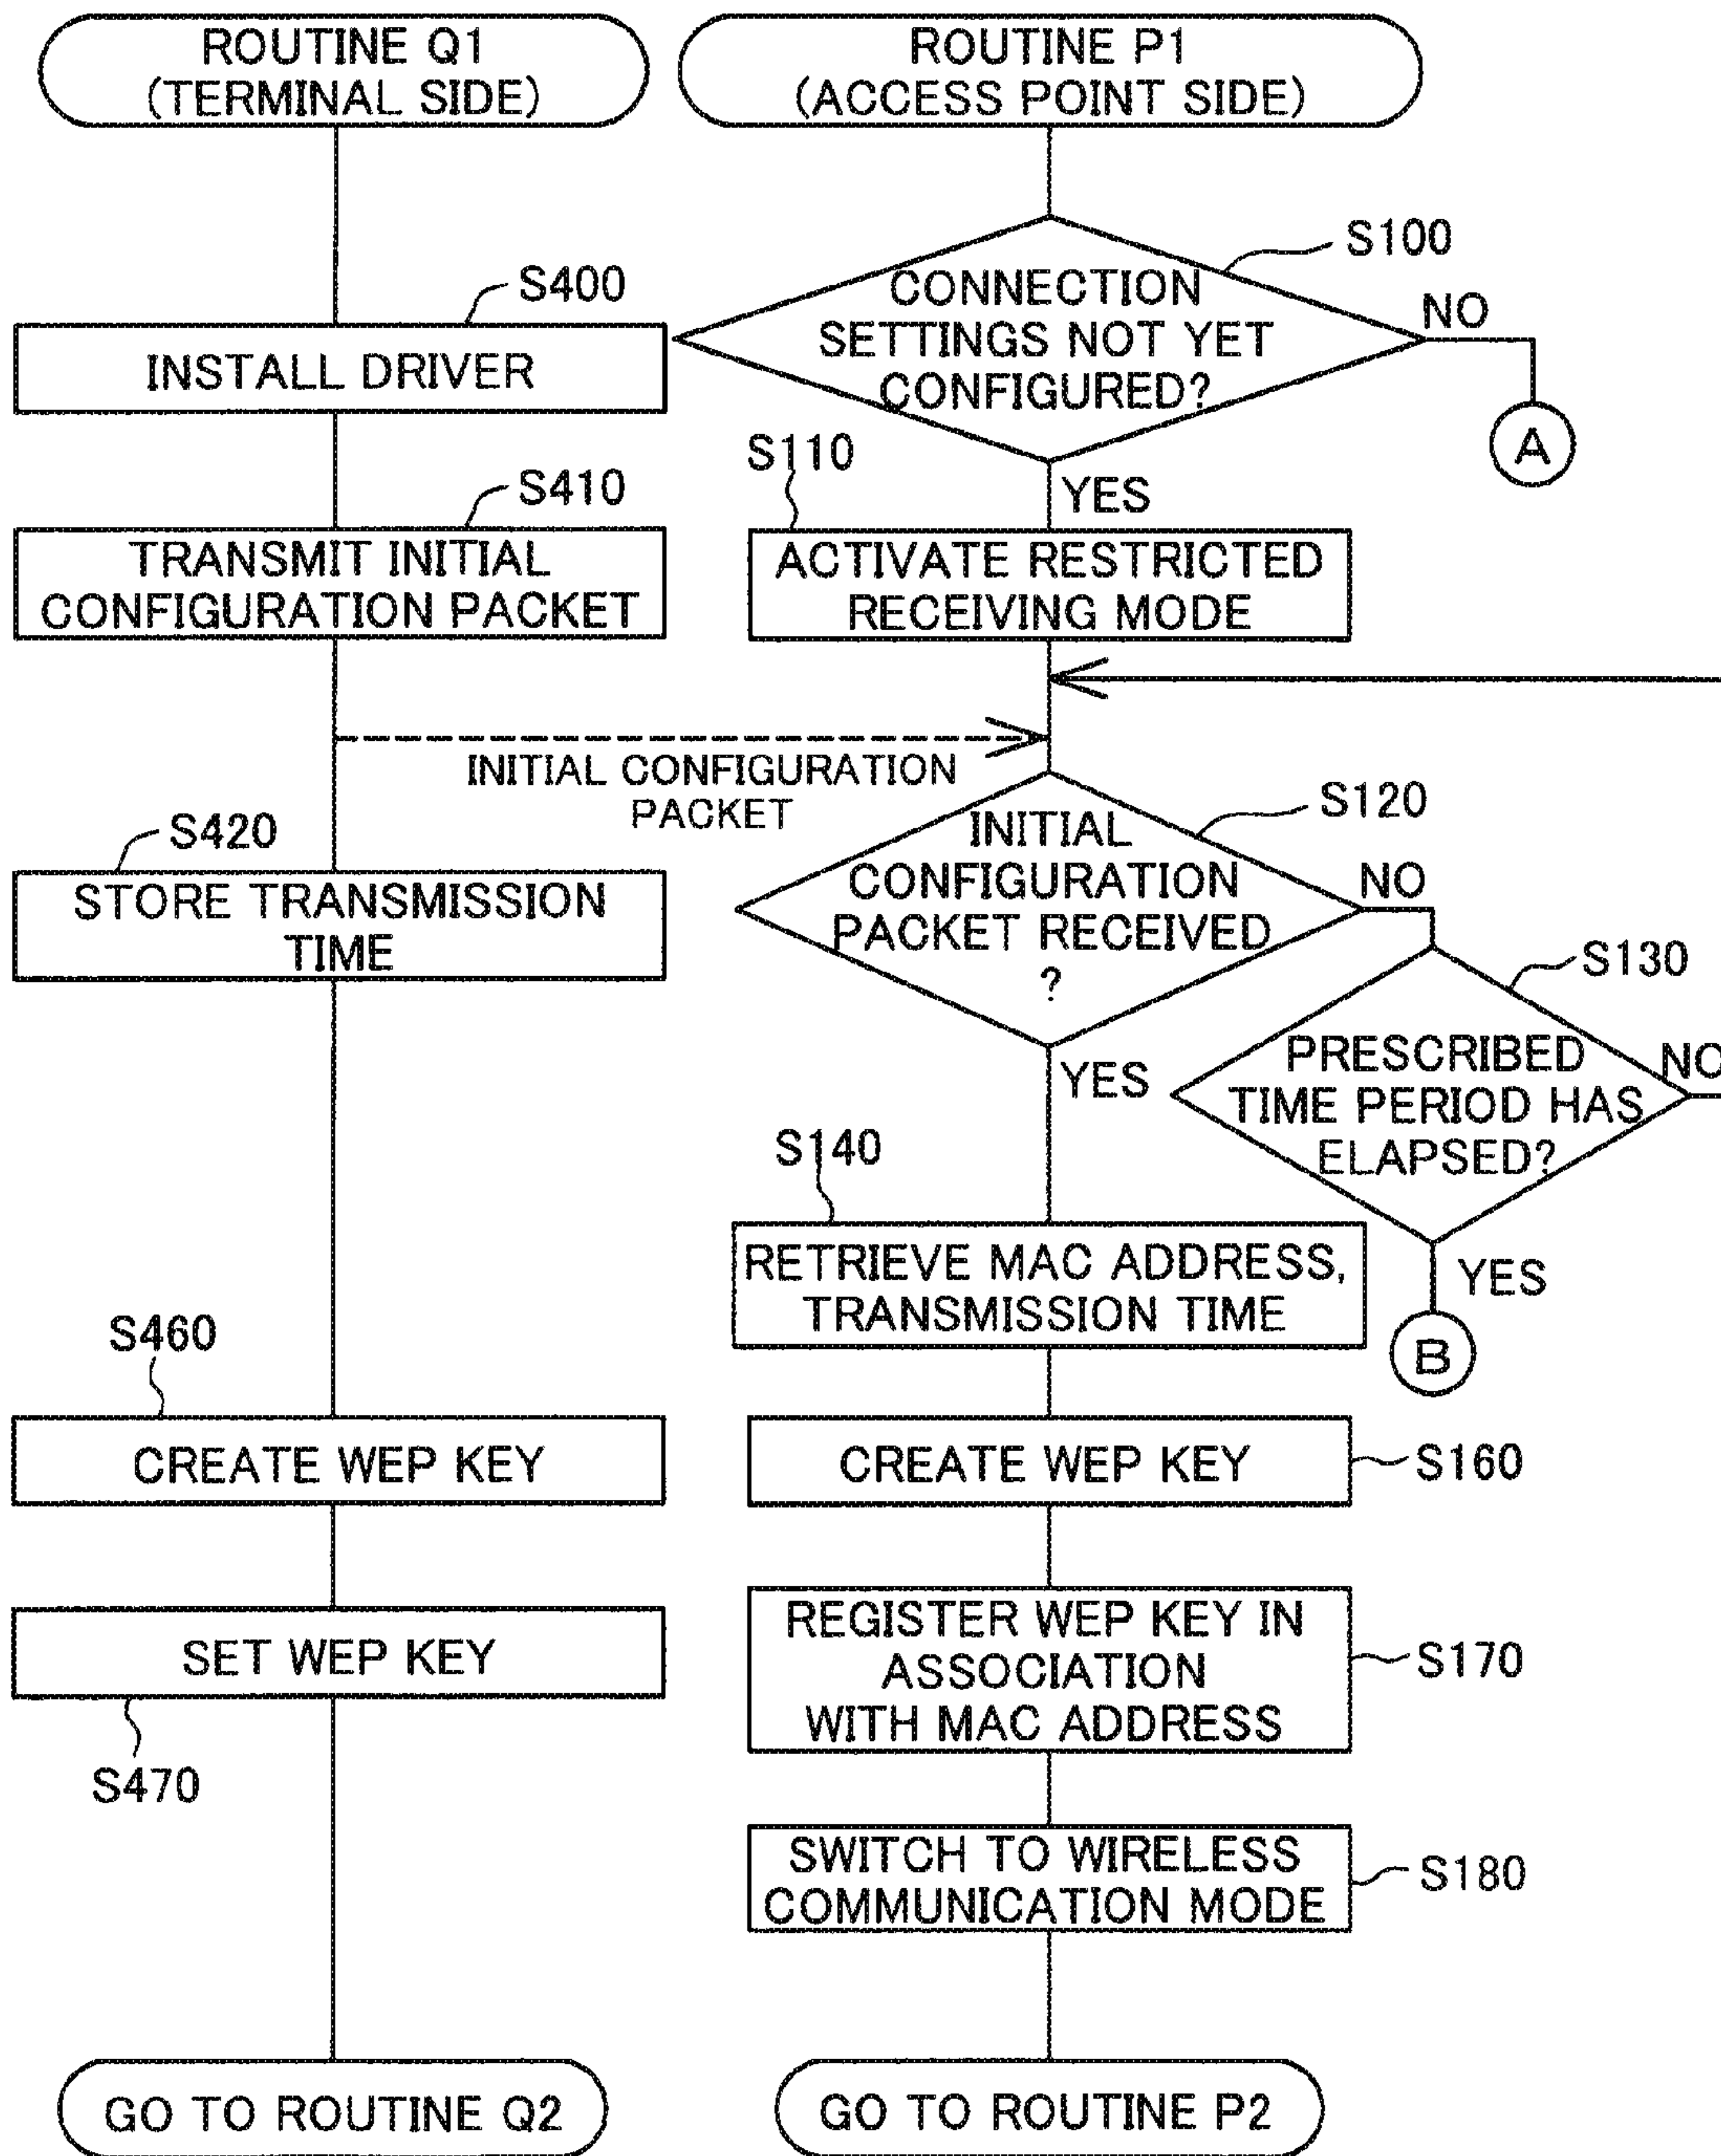 ROUTINE Q1
(TERMINAL SIDE)
S400
INSTALL DRIVER
S410
TRANSMIT INITIAL
CONFIGURATION PACKET
INITIAL CONFIGURATION
PACKET
S420
STORE TRANSMISSION
TIME
S460
CREATE WEP KEY
SET WEP KEY
S470
GO TO ROUTINE Q2
ROUTINE P1
(ACCESS POINT SIDE)
S100
CONNECTION
SETTINGS NOT YET
CONFIGURED?
NO
A
YES
S110
ACTIVATE RESTRICTED
RECEIVING MODE
S120
INITIAL
CONFIGURATION
PACKET RECEIVED
?
NO
YES
S130
PRESCRIBED
TIME PERIOD HAS
ELAPSED?
NO
YES
B
S140
RETRIEVE MAC ADDRESS,
TRANSMISSION TIME
CREATE WEP KEY
S160
REGISTER WEP KEY IN
ASSOCIATION
WITH MAC ADDRESS
S170
SWITCH TO WIRELESS
COMMUNICATION MODE
S180
GO TO ROUTINE P2